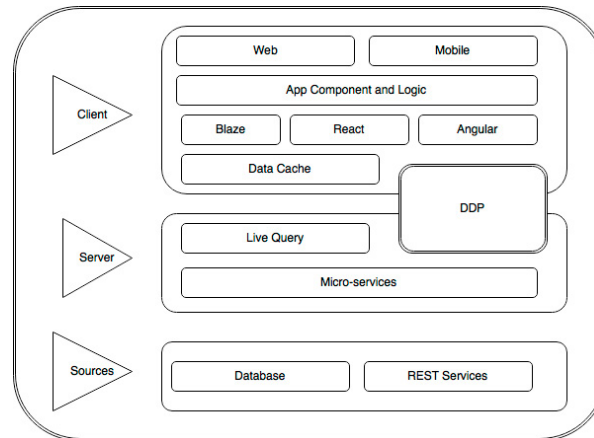 Web
Mobile
App Component and Logic
Client
Blaze
React
Angular
Data Cache
DDP
Live Query
Server
Micro-services
Sources
Database
REST Services